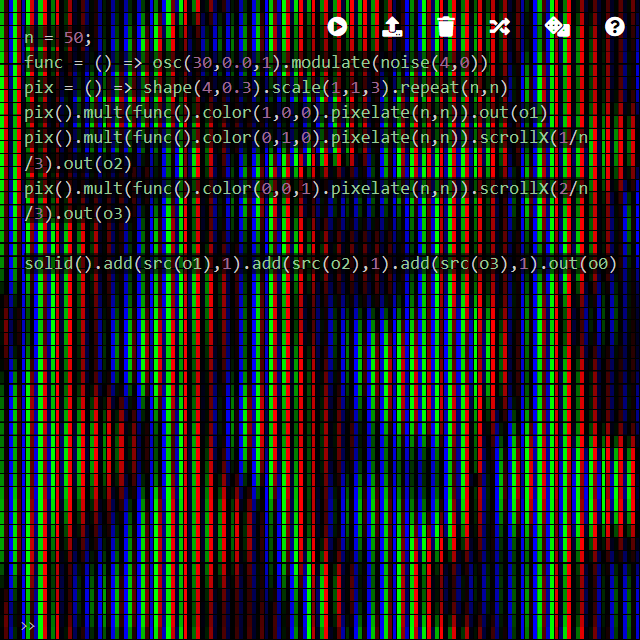 n = 50;
func = () => osc(30,0.0,1).modulate(noise(4,0))
pix = () => shape(4,0.3).scale(1,1,3).repeat(n,n)
pix().mult(func().color(1,0,0).pixelate(n,n)).out(o1)
pix().mult(func().color(0,1,0).pixelate(n,n)).scrollX(1/n
/3).out(o2)
pix().mult(func().color(0,0,1).pixelate(n,n)).scrollX(2/n
/3).out(o3)
solid().add(src(o1),1).add(src(o2),1).add(src(o3),1).out(o0)
>>